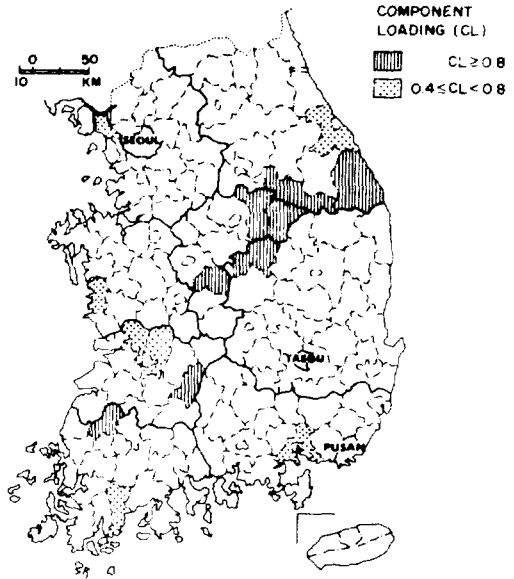 COMPONENT
LOADING (CL)
CL ≥ 0.8
0.4 ≤ CL < 0.8
0 50
10 KM
SEOUL
TAEGU
PUSAN